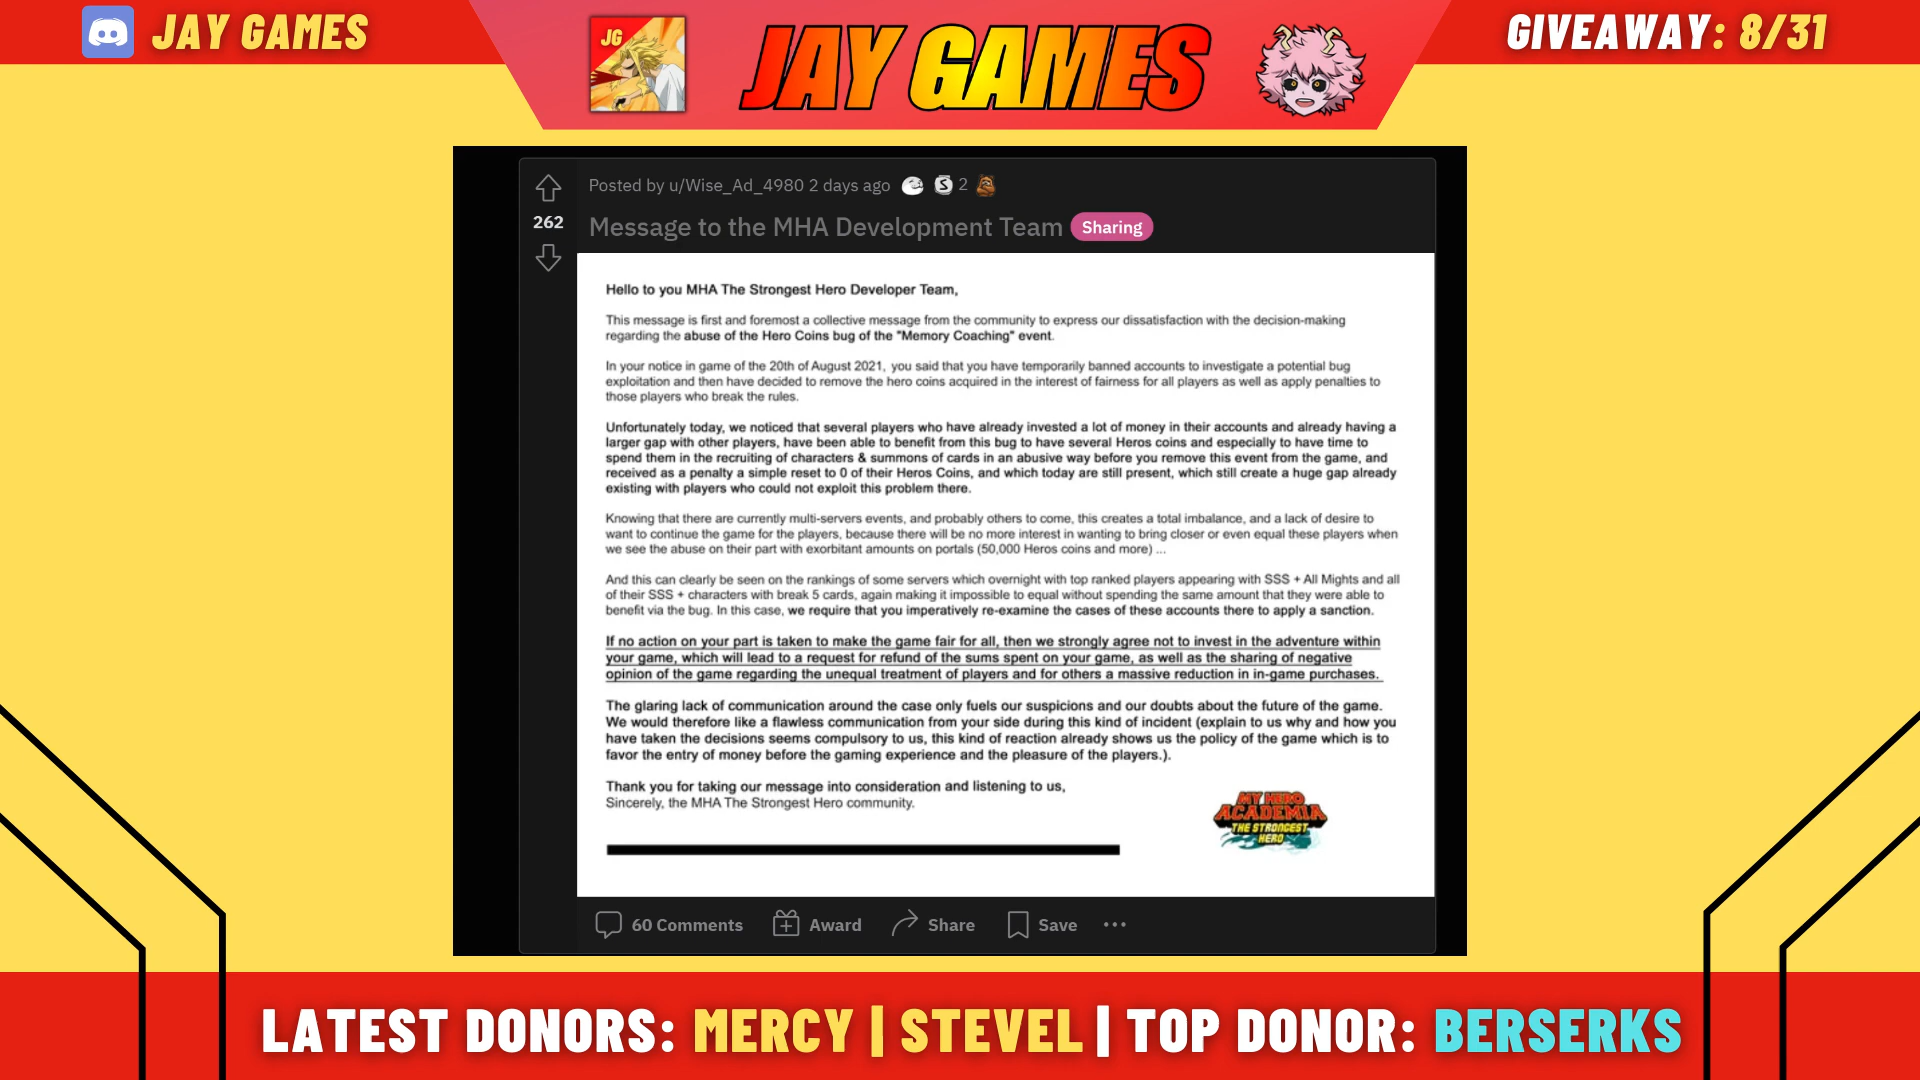 JAY GAMES
JG
JAY GAMES
GIVEAWAY: 8/31
Posted by u/Wise_Ad_4980 2 days ago S 2
262
Message to the MHA Development Team Sharing
Hello to you MHA The Strongest Hero Developer Team,
This message is first and foremost a collective message from the community to express our dissatisfaction with the decision-making
regarding the abuse of the Hero Coins bug of the "Memory Coaching" event.
In your notice in game of the 20th of August 2021, you said that you have temporarily banned accounts to investigate a potential bug
exploitation and then have decided to remove the hero coins acquired in the interest of fairness for all players as well as apply penalties to
those players who break the rules.
Unfortunately today, we noticed that several players who have already invested a lot of money in their accounts and already having a
larger gap with other players, have been able to benefit from this bug to have several Heros coins and especially to have time to
spend them in the recruiting of characters & summons of cards in an abusive way before you remove this event from the game, and
received as a penalty a simple reset to 0 of their Heros Coins, and which today are still present, which still create a huge gap already
existing with players who could not exploit this problem there.
Knowing that there are currently multi-servers events, and probably others to come, this creates a total imbalance, and a lack of desire to
want to continue the game for the players, because there will be no more interest in wanting to bring closer or even equal these players when
we see the abuse on their part with exorbitant amounts on portals (50,000 Heros coins and more) ...
And this can clearly be seen on the rankings of some servers which overnight with top ranked players appearing with SSS + All Mights and all
of their SSS + characters with break 5 cards, again making it impossible to equal without spending the same amount that they were able to
benefit via the bug. In this case, we require that you imperatively re-examine the cases of these accounts there to apply a sanction.
If no action on your part is taken to make the game fair for all, then we strongly agree not to invest in the adventure within
your game, which will lead to a request for refund of the sums spent on your game, as well as the sharing of negative
opinion of the game regarding the unequal treatment of players and for others a massive reduction in in-game purchases.
The glaring lack of communication around the case only fuels our suspicions and our doubts about the future of the game.
We would therefore like a flawless communication from your side during this kind of incident (explain to us why and how you
have taken the decisions seems compulsory to us, this kind of reaction already shows us the policy of the game which is to
favor the entry of money before the gaming experience and the pleasure of the players.).
Thank you for taking our message into consideration and listening to us,
Sincerely, the MHA The Strongest Hero community.
MY HERO
ACADEMIA
THE STRONGEST
HERO
60 Comments Award Share Save
LATEST DONORS: MERCY | STEVEL | TOP DONOR: BERSERKS